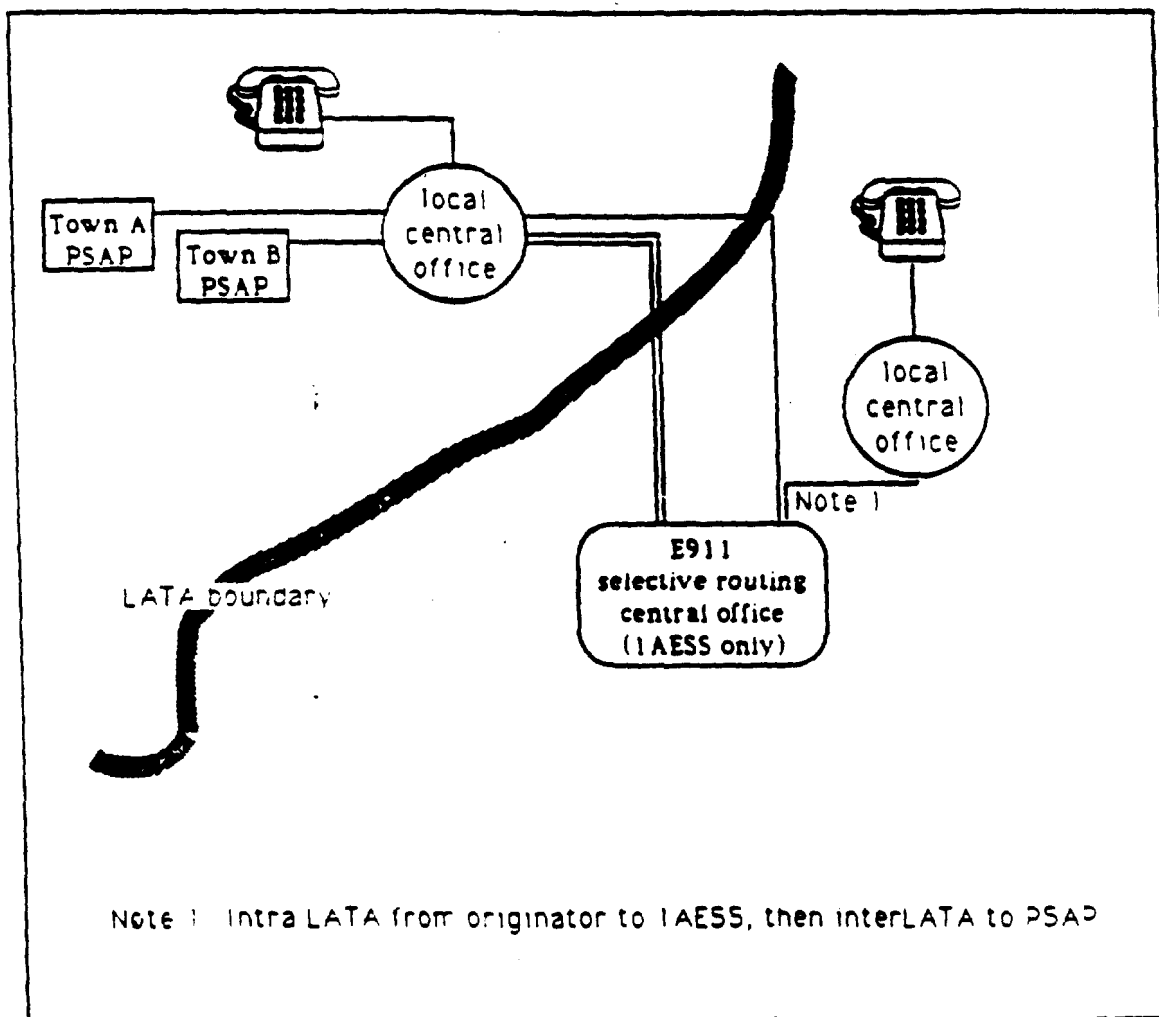 Town A
PSAP
Town B
PSAP
local
central
office
local
central
office
Note 1
E911
selective routing
central office
(1AESS only)
LATA boundary
Note 1 Intra LATA from originator to 1AESS, then interLATA to PSAP